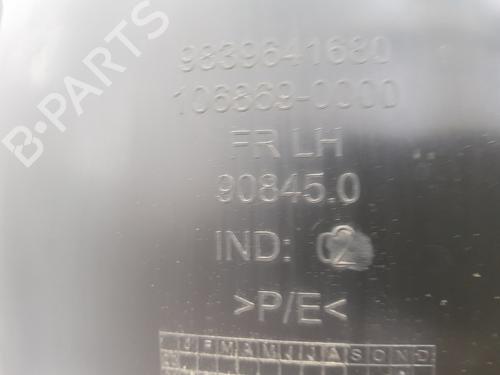 B-PARTS
9839641680
106869-0000
FR LH
90845.0
IND: 02
>P/E<
J F M A M J J A S O N D